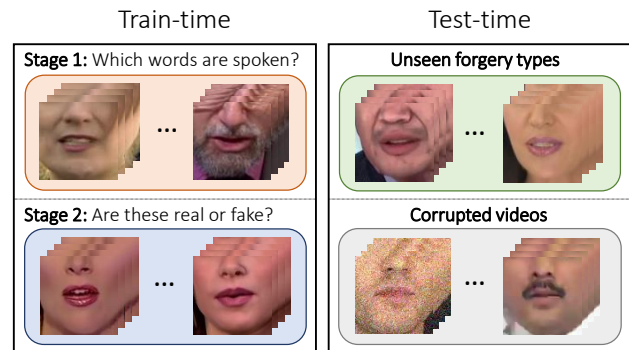 Train-time
Test-time
Stage 1: Which words are spoken?
Unseen forgery types
...
...
Stage 2: Are these real or fake?
Corrupted videos
...
...